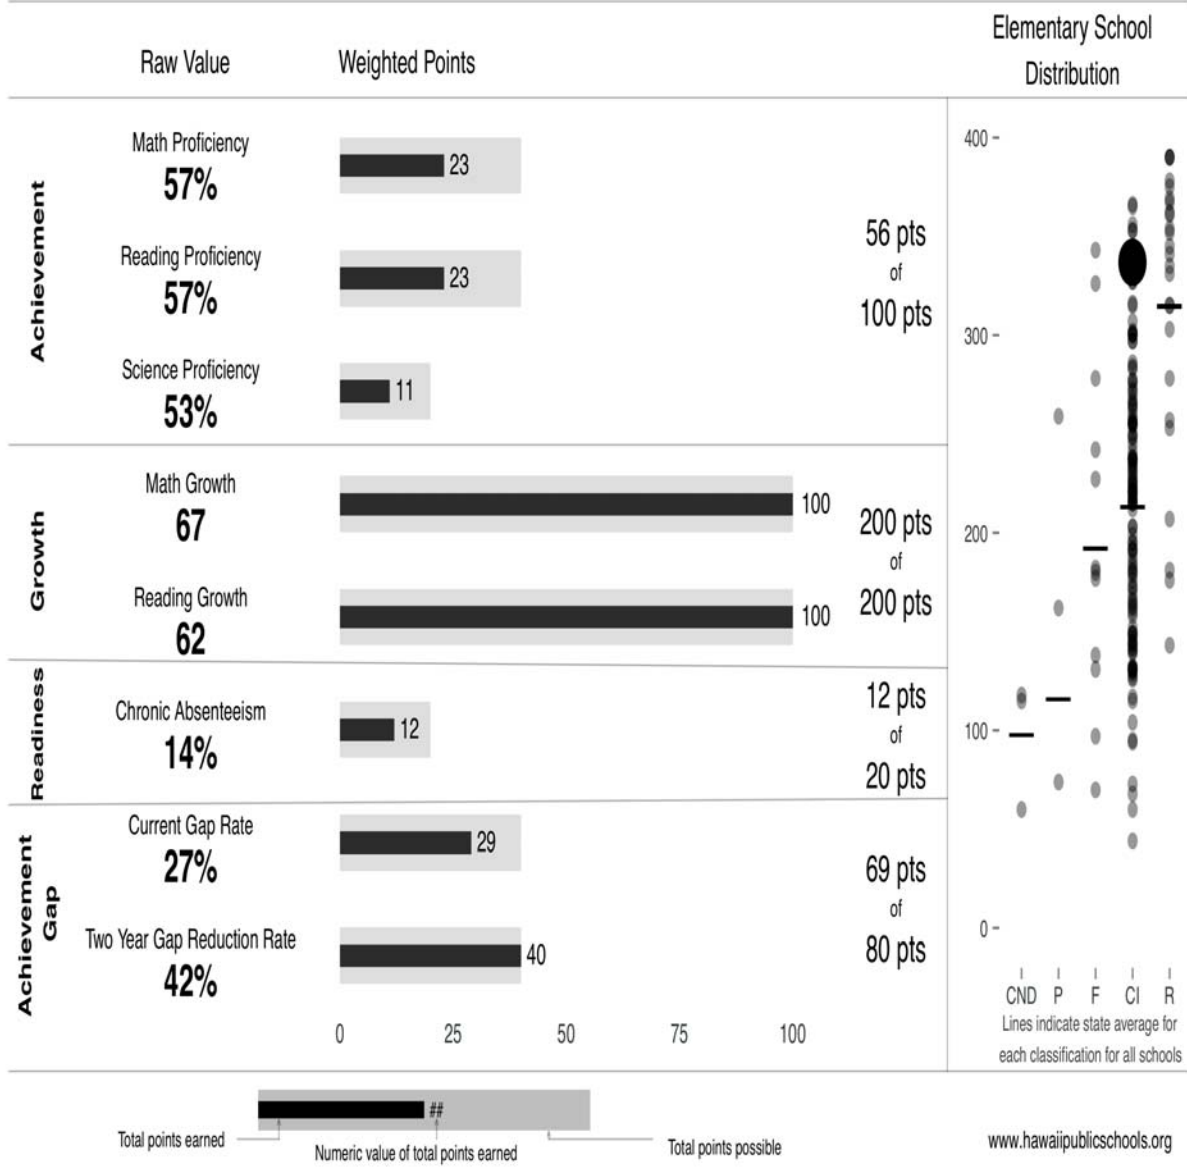 Raw Value
Weighted Points
Elementary School
Distribution
Achievement
Math Proficiency
57%
23
Reading Proficiency
57%
23
Science Proficiency
53%
11
56 pts
of
100 pts
Growth
Math Growth
67
100
Reading Growth
62
100
200 pts
of
200 pts
Readiness
Chronic Absenteeism
14%
12
12 pts
of
20 pts
Achievement
Gap
Current Gap Rate
27%
29
Two Year Gap Reduction Rate
42%
40
69 pts
of
80 pts
0 25 50 75 100
400
300
200
100
0
CND P F CI R
Lines indicate state average for
each classification for all schools
##
Total points earned
Numeric value of total points earned
Total points possible
www.hawaiipublicschools.org